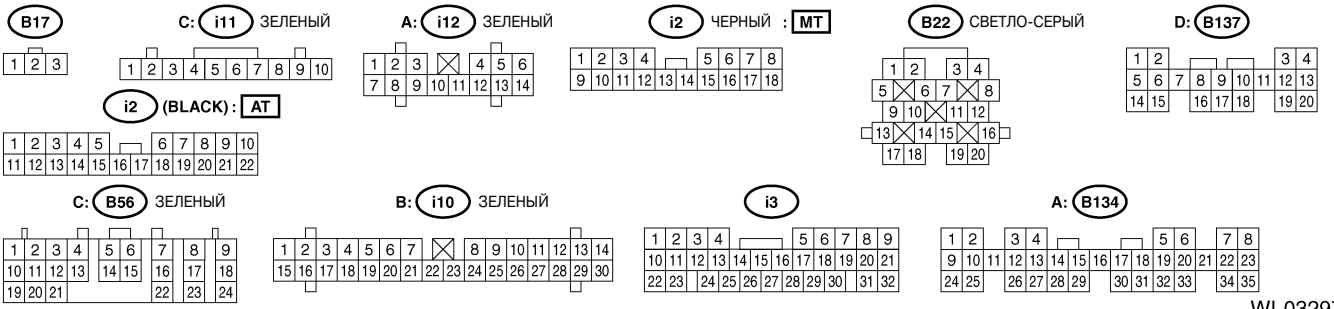 B17 C: i11 ЗЕЛЕНЫЙ A: i12 ЗЕЛЕНЫЙ i2 ЧЕРНЫЙ : MT B22 СВЕТЛО-СЕРЫЙ D: B137
1 2 3
1 2 3 4 5 6 7 8 9 10
1 2 3 4 5 6
7 8 9 10 11 12 13 14
1 2 3 4 5 6 7 8
9 10 11 12 13 14 15 16 17 18
1 2 3 4
5 6 7 8
9 10 11 12
13 14 15 16
17 18 19 20
1 2 3 4
5 6 7 8 9 10 11 12 13
14 15 16 17 18 19 20
i2 (BLACK) : AT
1 2 3 4 5 6 7 8 9 10
11 12 13 14 15 16 17 18 19 20 21 22
C: B56 ЗЕЛЕНЫЙ B: i10 ЗЕЛЕНЫЙ i3 A: B134
1 2 3 4 5 6 7 8 9
10 11 12 13 14 15 16 17 18
19 20 21 22 23 24
1 2 3 4 5 6 7 8 9 10 11 12 13 14
15 16 17 18 19 20 21 22 23 24 25 26 27 28 29 30
1 2 3 4 5 6 7 8 9
10 11 12 13 14 15 16 17 18 19 20 21
22 23 24 25 26 27 28 29 30 31 32
1 2 3 4 5 6 7 8
9 10 11 12 13 14 15 16 17 18 19 20 21 22 23
24 25 26 27 28 29 30 31 32 33 34 35